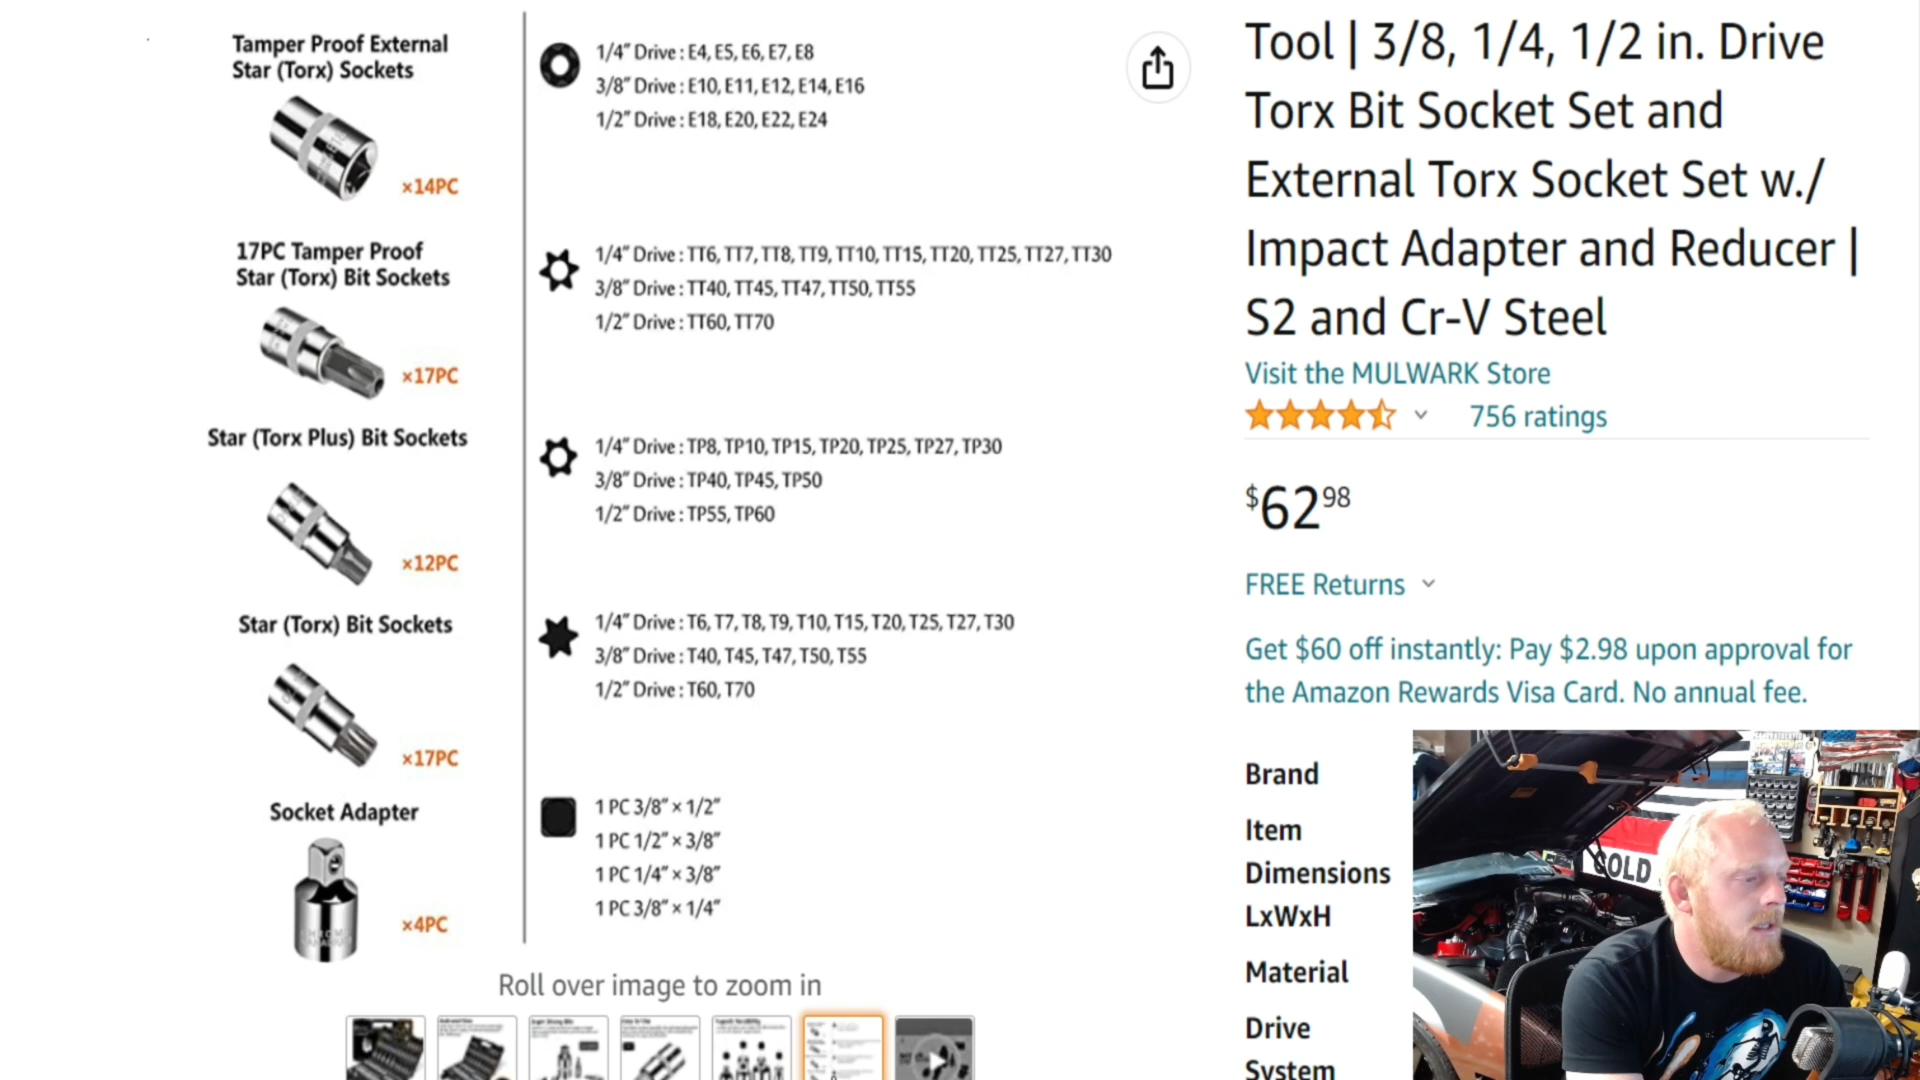 Tamper Proof External
Star (Torx) Sockets
×14PC
1/4" Drive : E4, E5, E6, E7, E8
3/8" Drive : E10, E11, E12, E14, E16
1/2" Drive : E18, E20, E22, E24
17PC Tamper Proof
Star (Torx) Bit Sockets
×17PC
1/4" Drive : TT6, TT7, TT8, TT9, TT10, TT15, TT20, TT25, TT27, TT30
3/8" Drive : TT40, TT45, TT47, TT50, TT55
1/2" Drive : TT60, TT70
Star (Torx Plus) Bit Sockets
×12PC
1/4" Drive : TP8, TP10, TP15, TP20, TP25, TP27, TP30
3/8" Drive : TP40, TP45, TP50
1/2" Drive : TP55, TP60
Star (Torx) Bit Sockets
×17PC
1/4" Drive : T6, T7, T8, T9, T10, T15, T20, T25, T27, T30
3/8" Drive : T40, T45, T47, T50, T55
1/2" Drive : T60, T70
Socket Adapter
×4PC
1 PC 3/8" × 1/2"
1 PC 1/2" × 3/8"
1 PC 1/4" × 3/8"
1 PC 3/8" × 1/4"
Roll over image to zoom in
Tool | 3/8, 1/4, 1/2 in. Drive
Torx Bit Socket Set and
External Torx Socket Set w./
Impact Adapter and Reducer |
S2 and Cr-V Steel
Visit the MULWARK Store
756 ratings
$62 98
FREE Returns
Get $60 off instantly: Pay $2.98 upon approval for
the Amazon Rewards Visa Card. No annual fee.
Brand
Item
Dimensions
LxWxH
Material
Drive
System
COLD